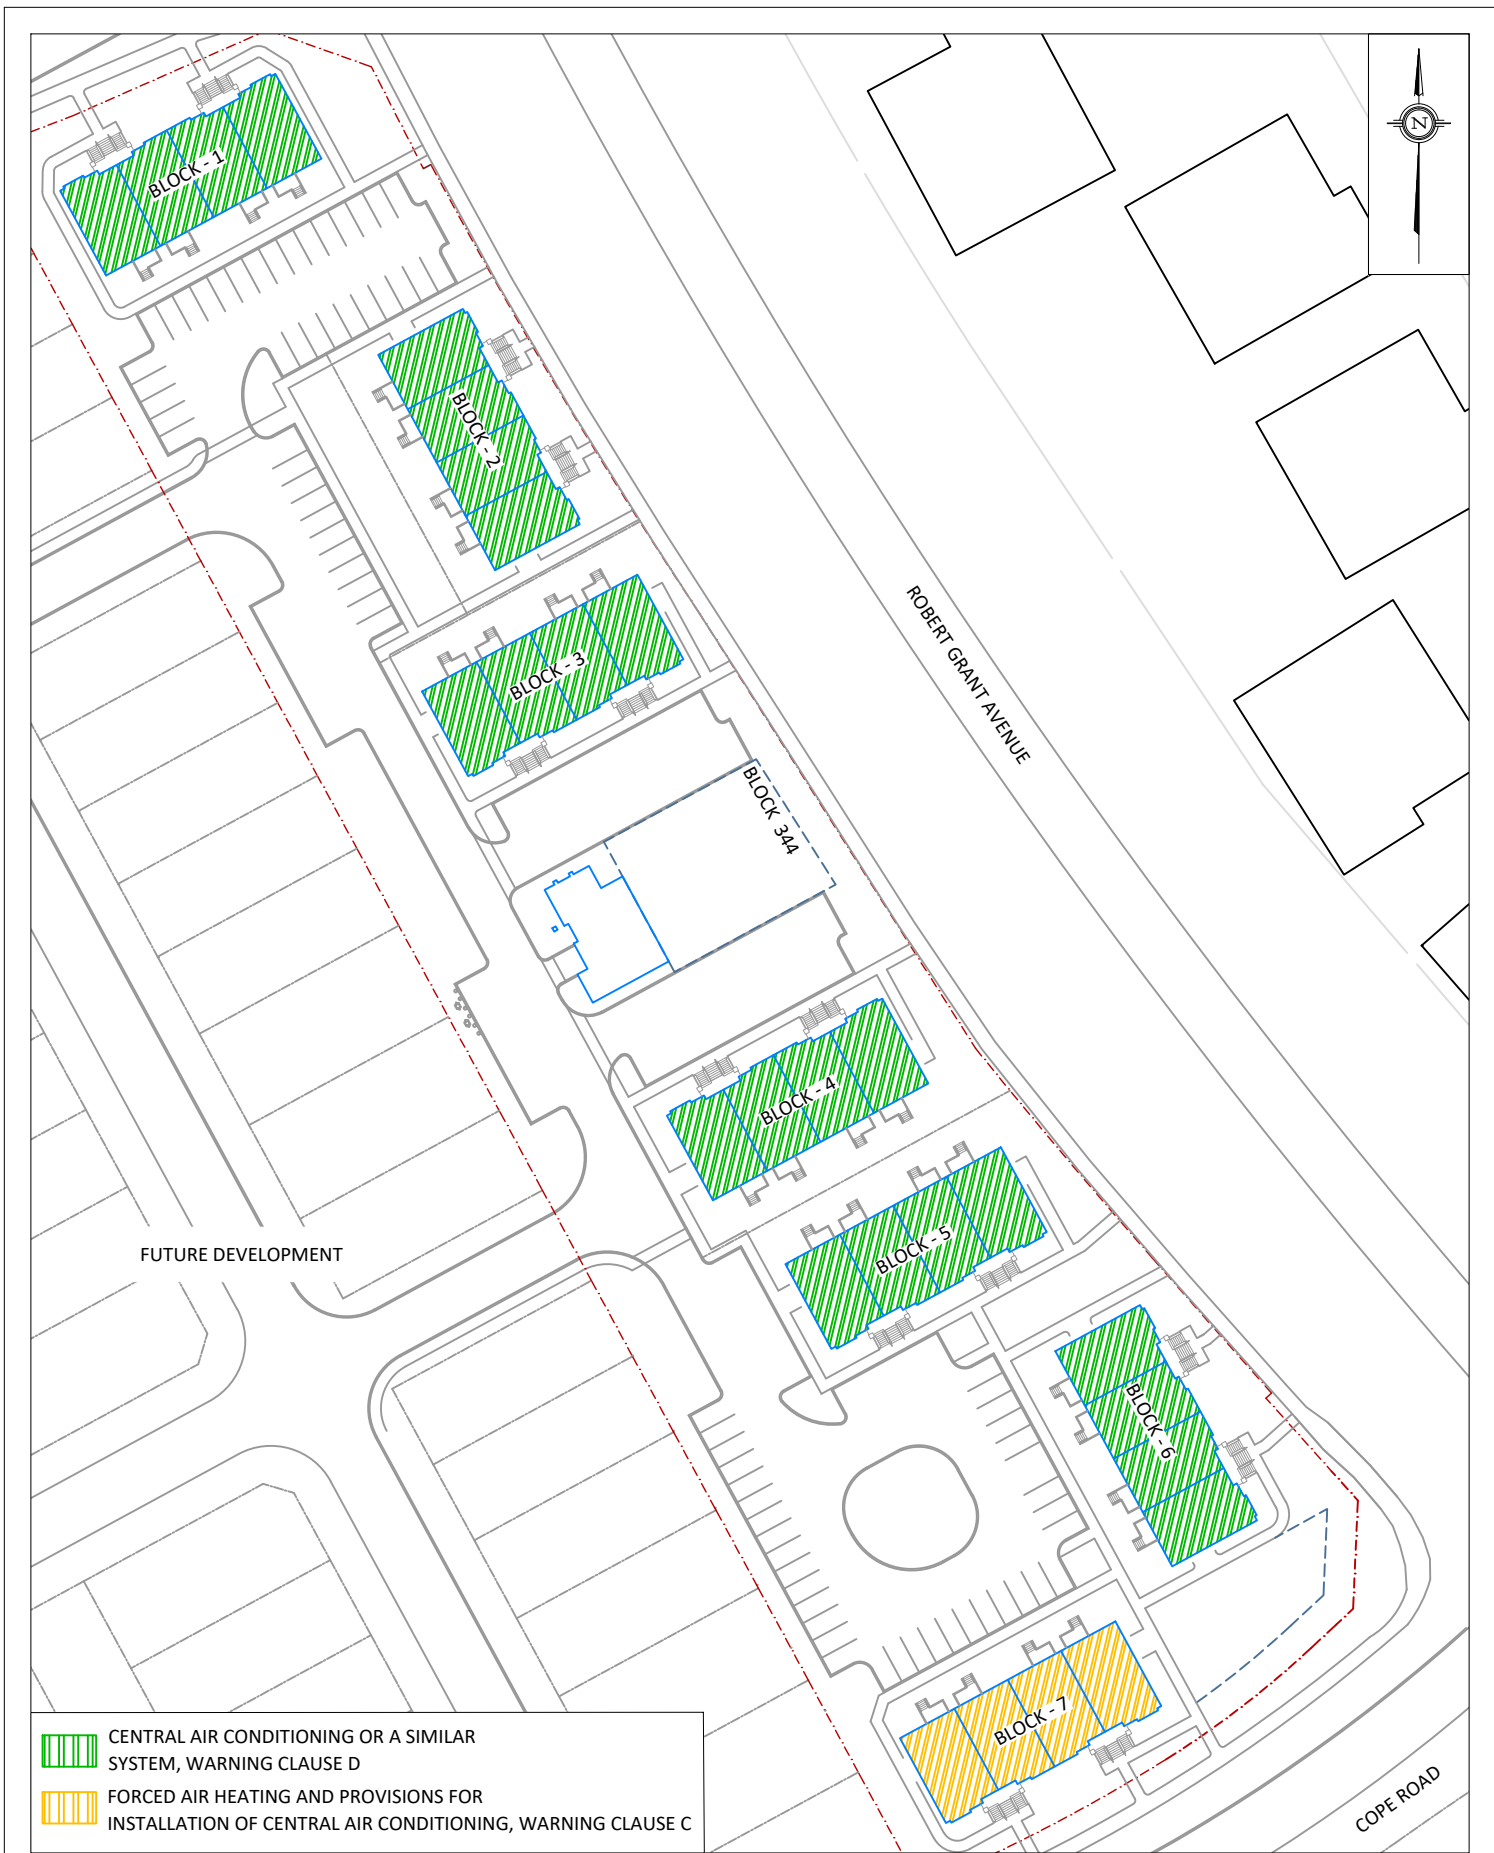 N
BLOCK - 1
BLOCK - 2
ROBERT GRANT AVENUE
BLOCK - 3
BLOCK 344
BLOCK - 4
BLOCK - 5
FUTURE DEVELOPMENT
BLOCK - 6
BLOCK - 7
CENTRAL AIR CONDITIONING OR A SIMILAR
SYSTEM, WARNING CLAUSE D
FORCED AIR HEATING AND PROVISIONS FOR
INSTALLATION OF CENTRAL AIR CONDITIONING, WARNING CLAUSE C
COPE ROAD